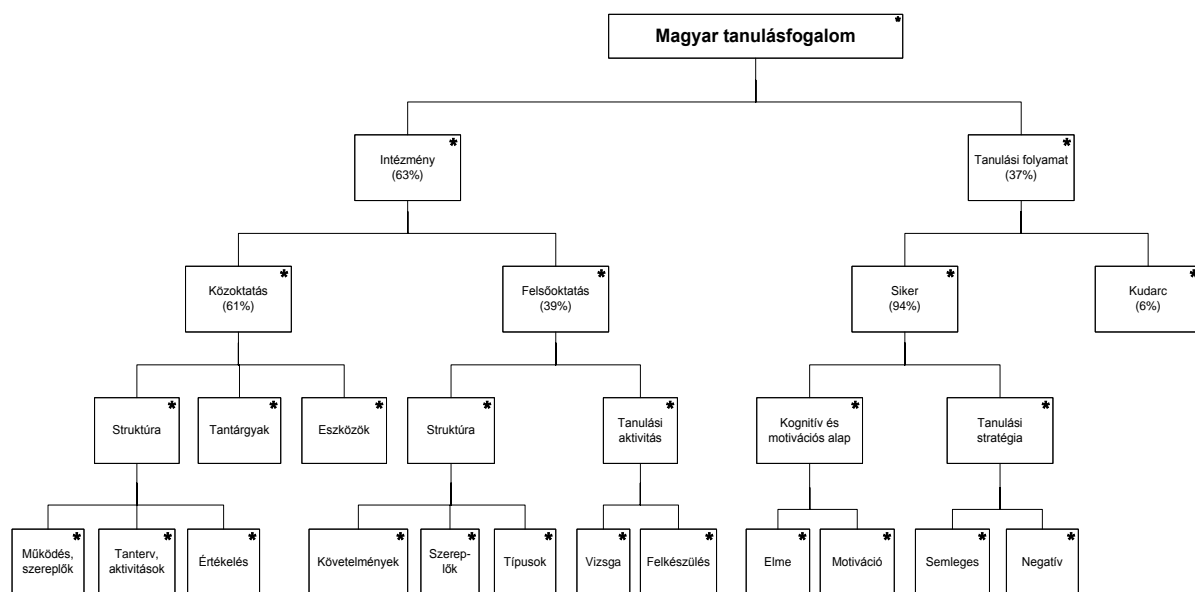 Magyar tanulásfogalom *
Intézmény *
(63%)
Tanulási folyamat *
(37%)
Közoktatás *
(61%)
Felsőoktatás *
(39%)
Siker *
(94%)
Kudarc *
(6%)
Struktúra *
Tantárgyak *
Eszközök *
Struktúra *
Tanulási *
aktivitás
Kognitív és *
motivációs alap
Tanulási *
stratégia
Működés, *
szereplők
Tanterv, *
aktivitások
Értékelés *
Követelmények *
Szerep- *
lők
Típusok *
Vizsga *
Felkészülés *
Elme *
Motiváció *
Semleges *
Negatív *